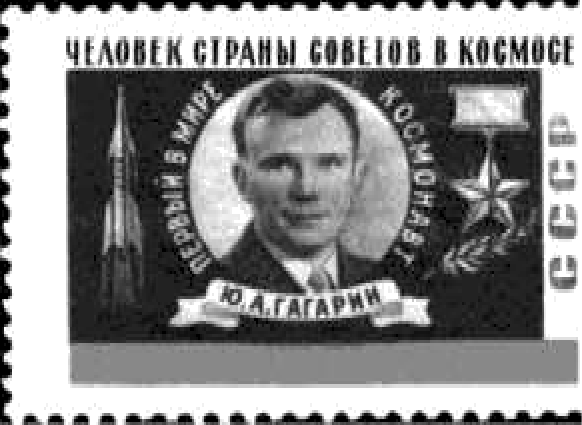 ЧЕЛОВЕК СТРАНЫ СОВЕТОВ В КОСМОСЕ
ПЕРВЫЙ В МИРЕ
КОСМОНАВТ
Ю.А.ГАГАРИН
СССР